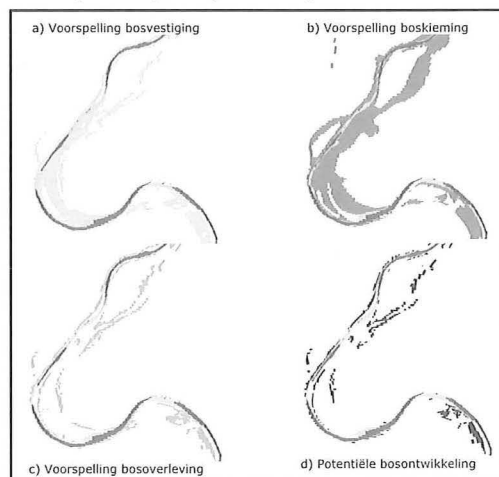 a) Voorspelling bosvestiging
b) Voorspelling boskieming
c) Voorspelling bosoverleving
d) Potentiële bosontwikkeling